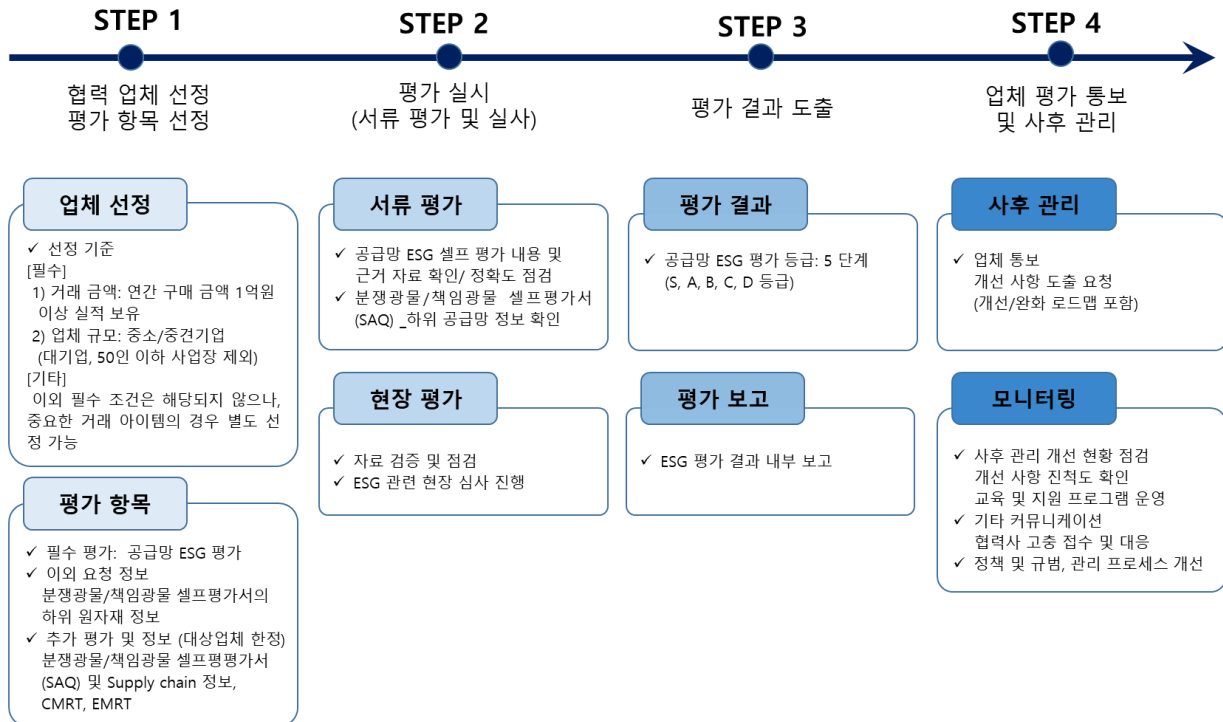 STEP 1
협력 업체 선정
평가 항목 선정
STEP 2
평가 실시
(서류 평가 및 실사)
STEP 3
평가 결과 도출
STEP 4
업체 평가 통보
및 사후 관리
업체 선정
✓ 선정 기준
[필수]
1) 거래 금액: 연간 구매 금액 1억원
이상 실적 보유
2) 업체 규모: 중소/중견기업
(대기업, 50인 이하 사업장 제외)
[기타]
이외 필수 조건은 해당되지 않으나,
중요한 거래 아이템의 경우 별도 선
정 가능
평가 항목
✓ 필수 평가: 공급망 ESG 평가
✓ 이외 요청 정보
분쟁광물/책임광물 셀프평가서의
하위 원자재 정보
✓ 추가 평가 및 정보 (대상업체 한정)
분쟁광물/책임광물 셀프평평가서
(SAQ) 및 Supply chain 정보,
CMRT, EMRT
서류 평가
✓ 공급망 ESG 셀프 평가 내용 및
근거 자료 확인/ 정확도 점검
✓ 분쟁광물/책임광물 셀프평가서
(SAQ) _하위 공급망 정보 확인
현장 평가
✓ 자료 검증 및 점검
✓ ESG 관련 현장 심사 진행
평가 결과
✓ 공급망 ESG 평가 등급: 5 단계
(S, A, B, C, D 등급)
평가 보고
✓ ESG 평가 결과 내부 보고
사후 관리
✓ 업체 통보
개선 사항 도출 요청
(개선/완화 로드맵 포함)
모니터링
✓ 사후 관리 개선 현황 점검
개선 사항 진척도 확인
교육 및 지원 프로그램 운영
✓ 기타 커뮤니케이션
협력사 고충 접수 및 대응
✓ 정책 및 규범, 관리 프로세스 개선